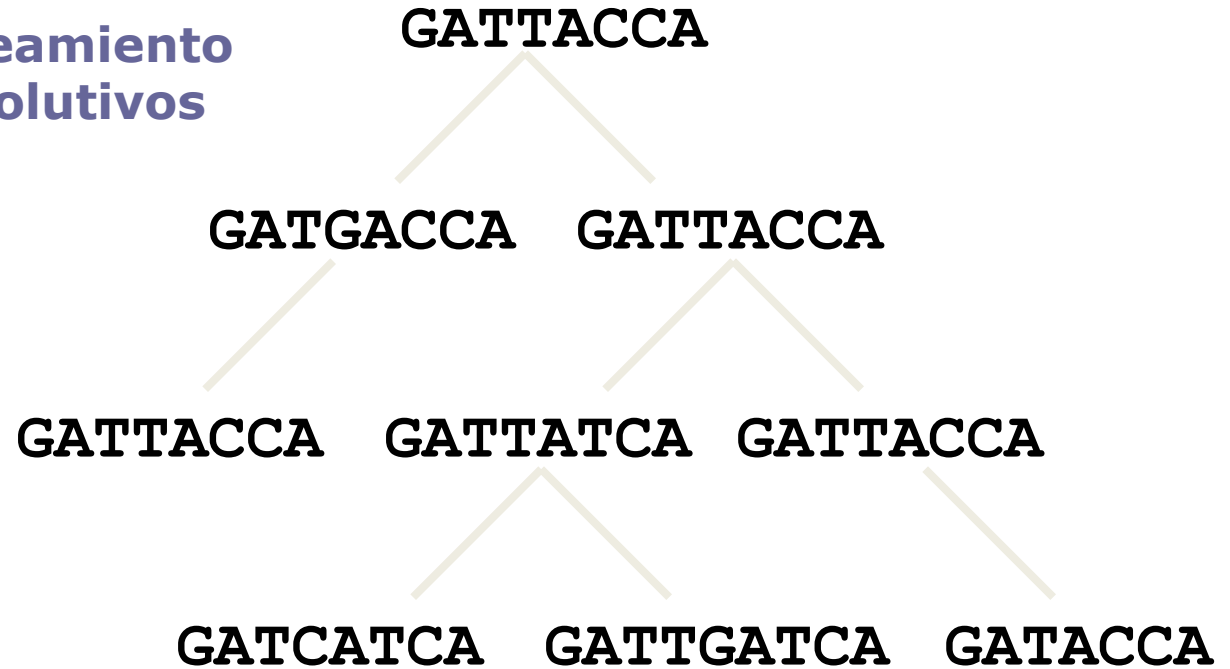 eamiento
olutivos
GATTACCA
GATGACCA GATTACCA
GATTACCA GATTATCA GATTACCA
GATCATCA GATTGATCA GATACCA